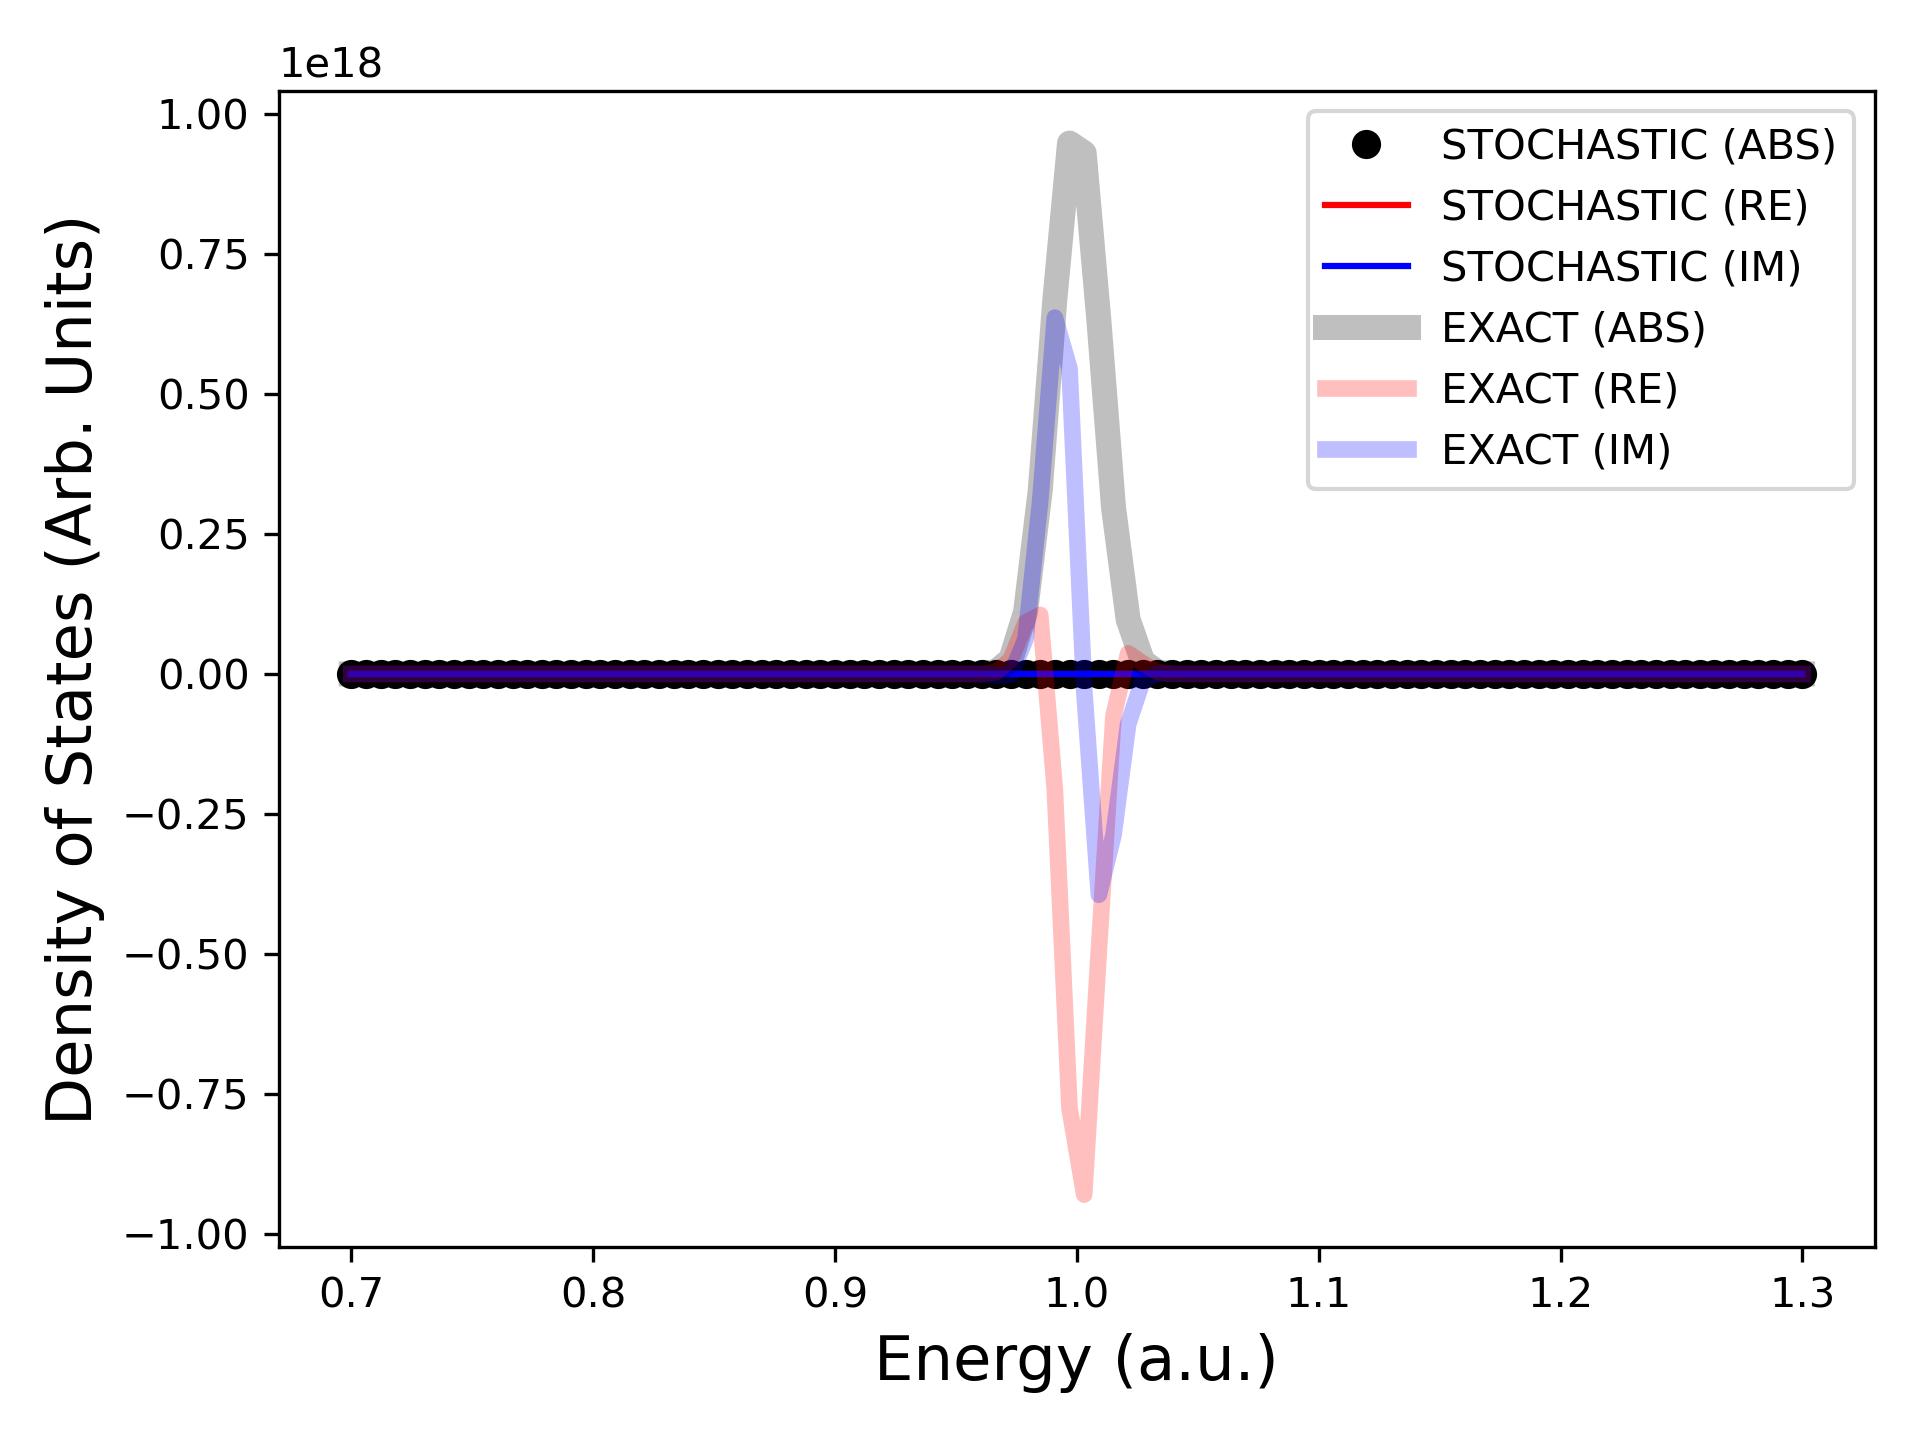 1e18
1.00
0.75
0.50
0.25
0.00
−0.25
−0.50
−0.75
−1.00
Density of States (Arb. Units)
STOCHASTIC (ABS)
STOCHASTIC (RE)
STOCHASTIC (IM)
EXACT (ABS)
EXACT (RE)
EXACT (IM)
0.7 0.8 0.9 1.0 1.1 1.2 1.3
Energy (a.u.)